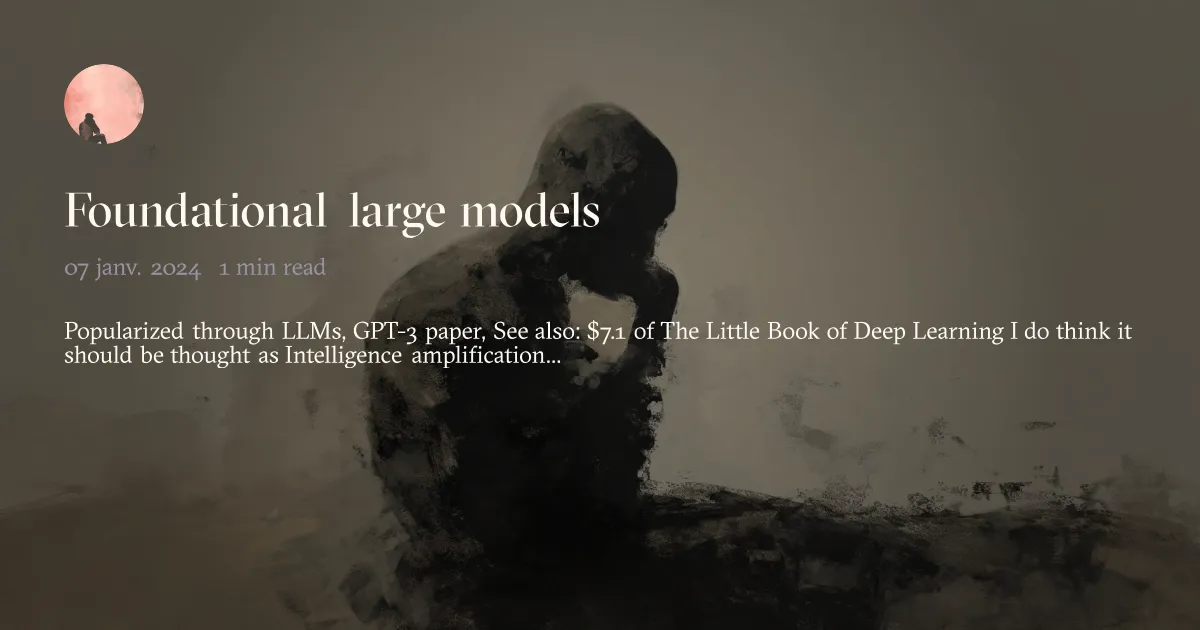 Foundational large models
07 janv. 2024 1 min read
Popularized through LLMs, GPT-3 paper, See also: $7.1 of The Little Book of Deep Learning I do think it
should be thought as Intelligence amplification...